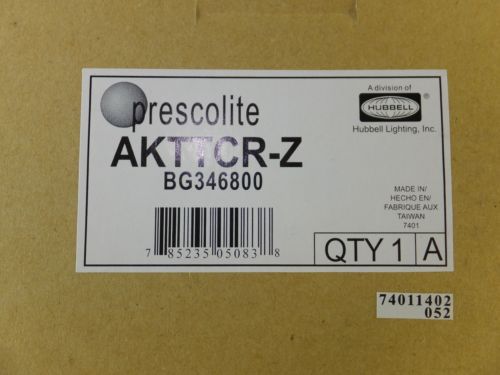 prescolite
AKTTCR-Z
BG346800
7 85235 05083 8
A division of
HUBBELL
Hubbell Lighting, Inc.
MADE IN/
HECHO EN/
FABRIQUE AUX
TAIWAN
7401
QTY 1 A
74011402
052